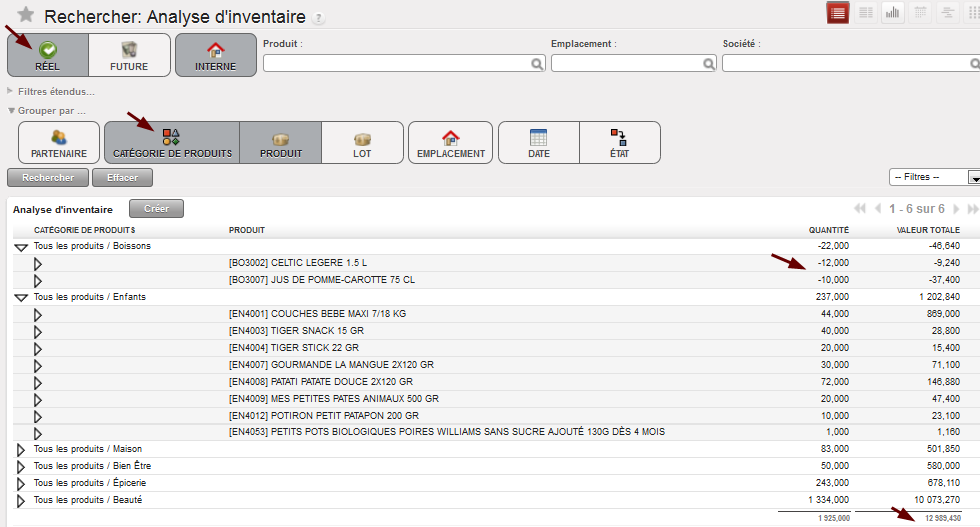 Rechercher: Analyse d'inventaire ?
RÉEL FUTURE INTERNE Produit : Emplacement : Société :
Filtres étendus...
Grouper par ...
PARTENAIRE CATÉGORIE DE PRODUITS PRODUIT LOT EMPLACEMENT DATE ÉTAT
Rechercher Effacer -- Filtres --
Analyse d'inventaire Créer 1 - 6 sur 6
CATÉGORIE DE PRODUITS PRODUIT QUANTITÉ VALEUR TOTALE
Tous les produits / Boissons -22,000 -46,640
[BO3002] CELTIC LEGERE 1.5 L -12,000 -9,240
[BO3007] JUS DE POMME-CAROTTE 75 CL -10,000 -37,400
Tous les produits / Enfants 237,000 1 202,840
[EN4001] COUCHES BEBE MAXI 7/18 KG 44,000 869,000
[EN4003] TIGER SNACK 15 GR 40,000 28,800
[EN4004] TIGER STICK 22 GR 20,000 15,400
[EN4007] GOURMANDE LA MANGUE 2X120 GR 30,000 71,100
[EN4008] PATATI PATATE DOUCE 2X120 GR 72,000 146,880
[EN4009] MES PETITES PATES ANIMAUX 500 GR 20,000 47,400
[EN4012] POTIRON PETIT PATAPON 200 GR 10,000 23,100
[EN4053] PETITS POTS BIOLOGIQUES POIRES WILLIAMS SANS SUCRE AJOUTÉ 130G DÈS 4 MOIS 1,000 1,160
Tous les produits / Maison 83,000 501,850
Tous les produits / Bien Être 50,000 580,000
Tous les produits / Épicerie 243,000 678,110
Tous les produits / Beauté 1 334,000 10 073,270
1 925,000 12 989,430